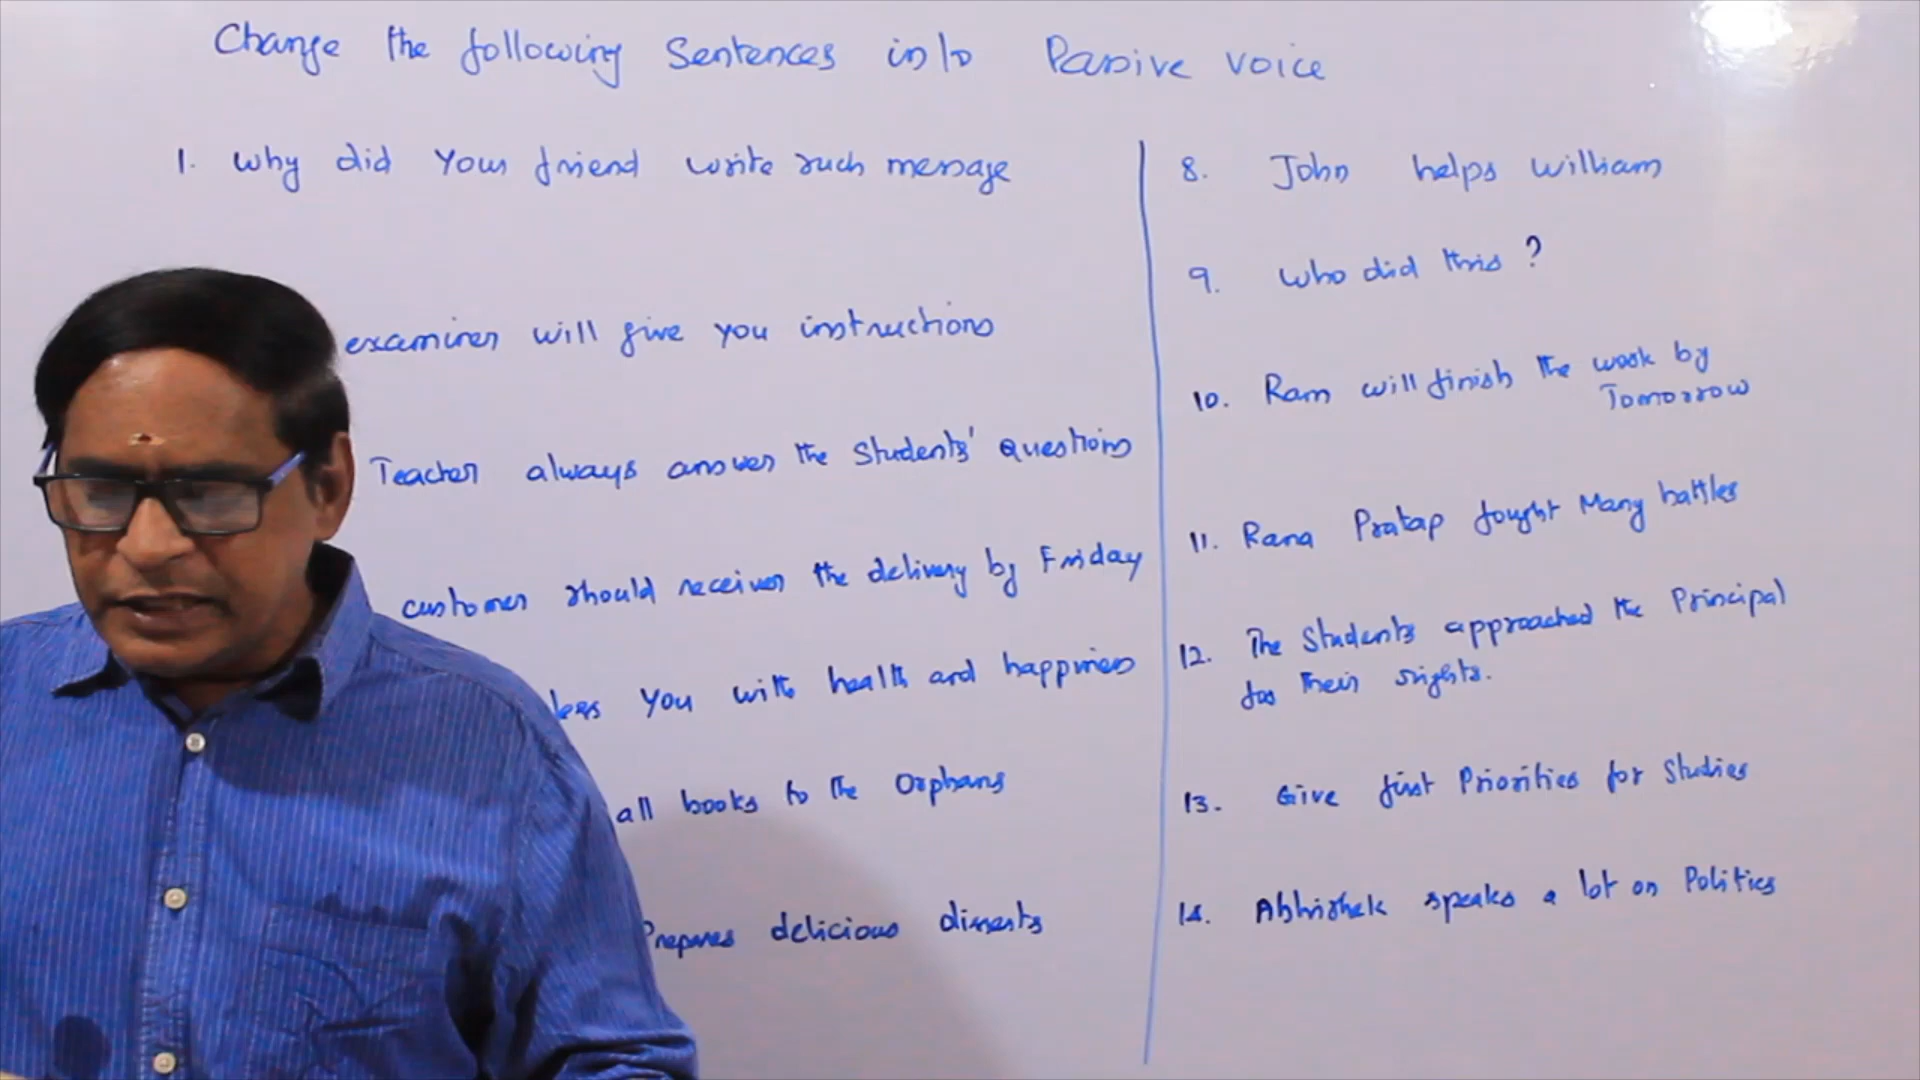 Change the following Sentences into Passive voice
1. Why did your friend write such message
examiner will give you instructions
Teacher always answer the Students' Questions
customer should receiver the delivery by Friday
less You with health and happiness
all books to the Orphans
Prepares delicious
8. John helps William
9. Who did this ?
10. Ram will finish the work by
Tomorrow
11. Rana Pratap fought Many battles
12. The Students approached the Principal
for their rights.
13. Give first Priorities for Studies
14. Abhishek speaks a lot on Politics